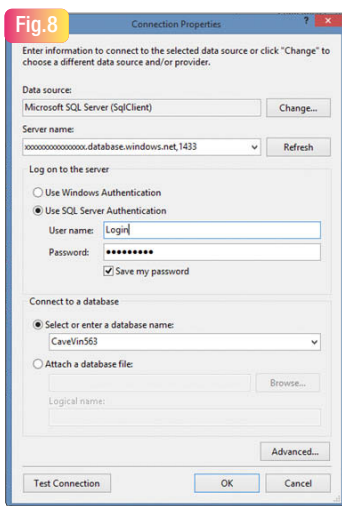 Fig.8
Connection Properties
? ×
Enter information to connect to the selected data source or click "Change" to
choose a different data source and/or provider.
Data source:
Microsoft SQL Server (SqlClient)
Change...
Server name:
xxxxxxxxxxxxxxx.database.windows.net,1433
Refresh
Log on to the server
Use Windows Authentication
Use SQL Server Authentication
User name: Login
Password: •••••••••
Save my password
Connect to a database
Select or enter a database name:
CaveVin563
Attach a database file:
Browse...
Logical name:
Advanced...
Test Connection OK Cancel